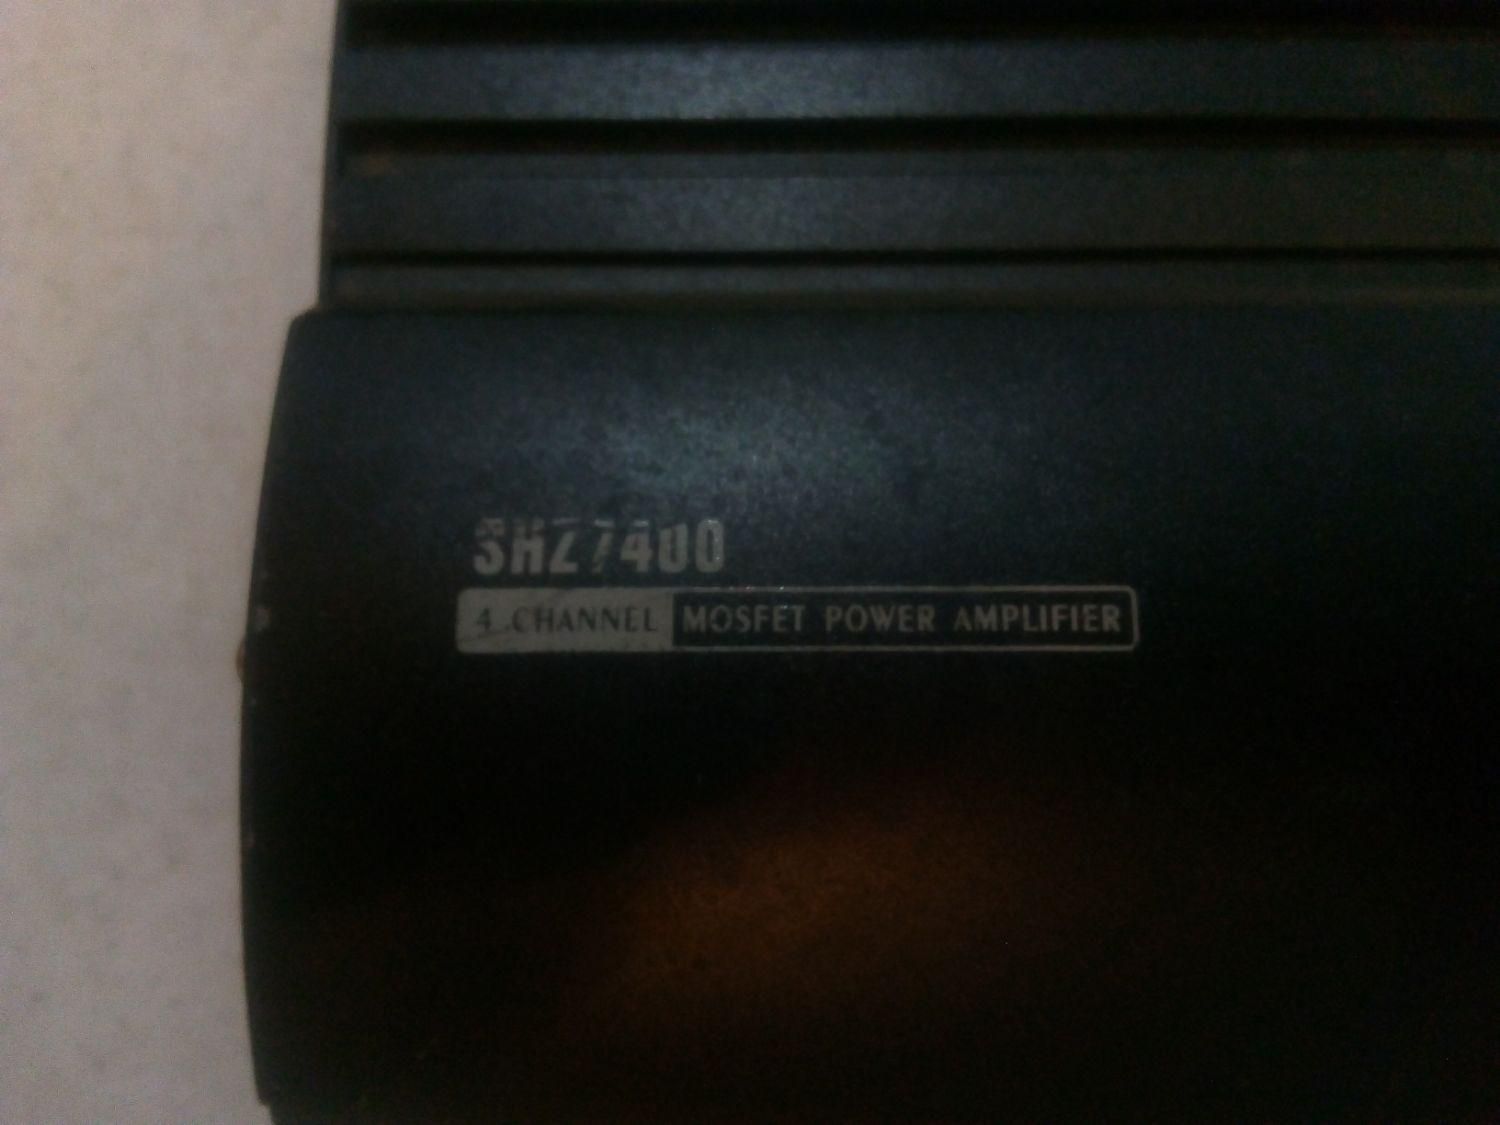 SHZ7400
4 CHANNEL MOSFET POWER AMPLIFIER